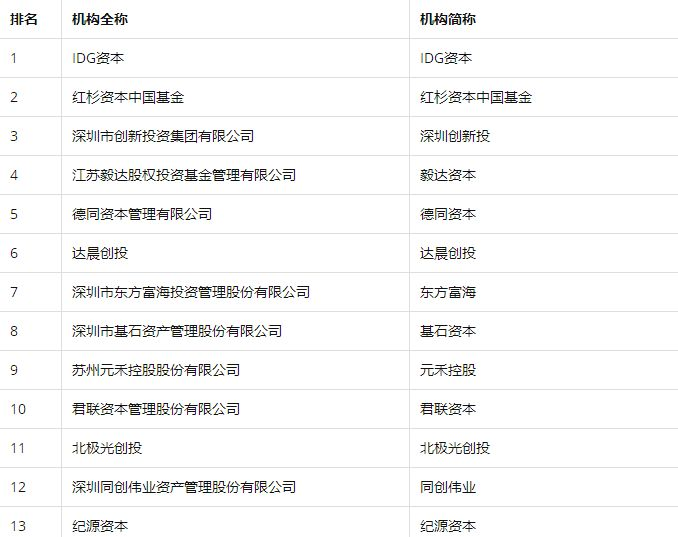 排名 机构全称 机构简称
1 IDG资本 IDG资本
2 红杉资本中国基金 红杉资本中国基金
3 深圳市创新投资集团有限公司 深圳创新投
4 江苏毅达股权投资基金管理有限公司 毅达资本
5 德同资本管理有限公司 德同资本
6 达晨创投 达晨创投
7 深圳市东方富海投资管理股份有限公司 东方富海
8 深圳市基石资产管理股份有限公司 基石资本
9 苏州元禾控股股份有限公司 元禾控股
10 君联资本管理股份有限公司 君联资本
11 北极光创投 北极光创投
12 深圳同创伟业资产管理股份有限公司 同创伟业
13 纪源资本 纪源资本